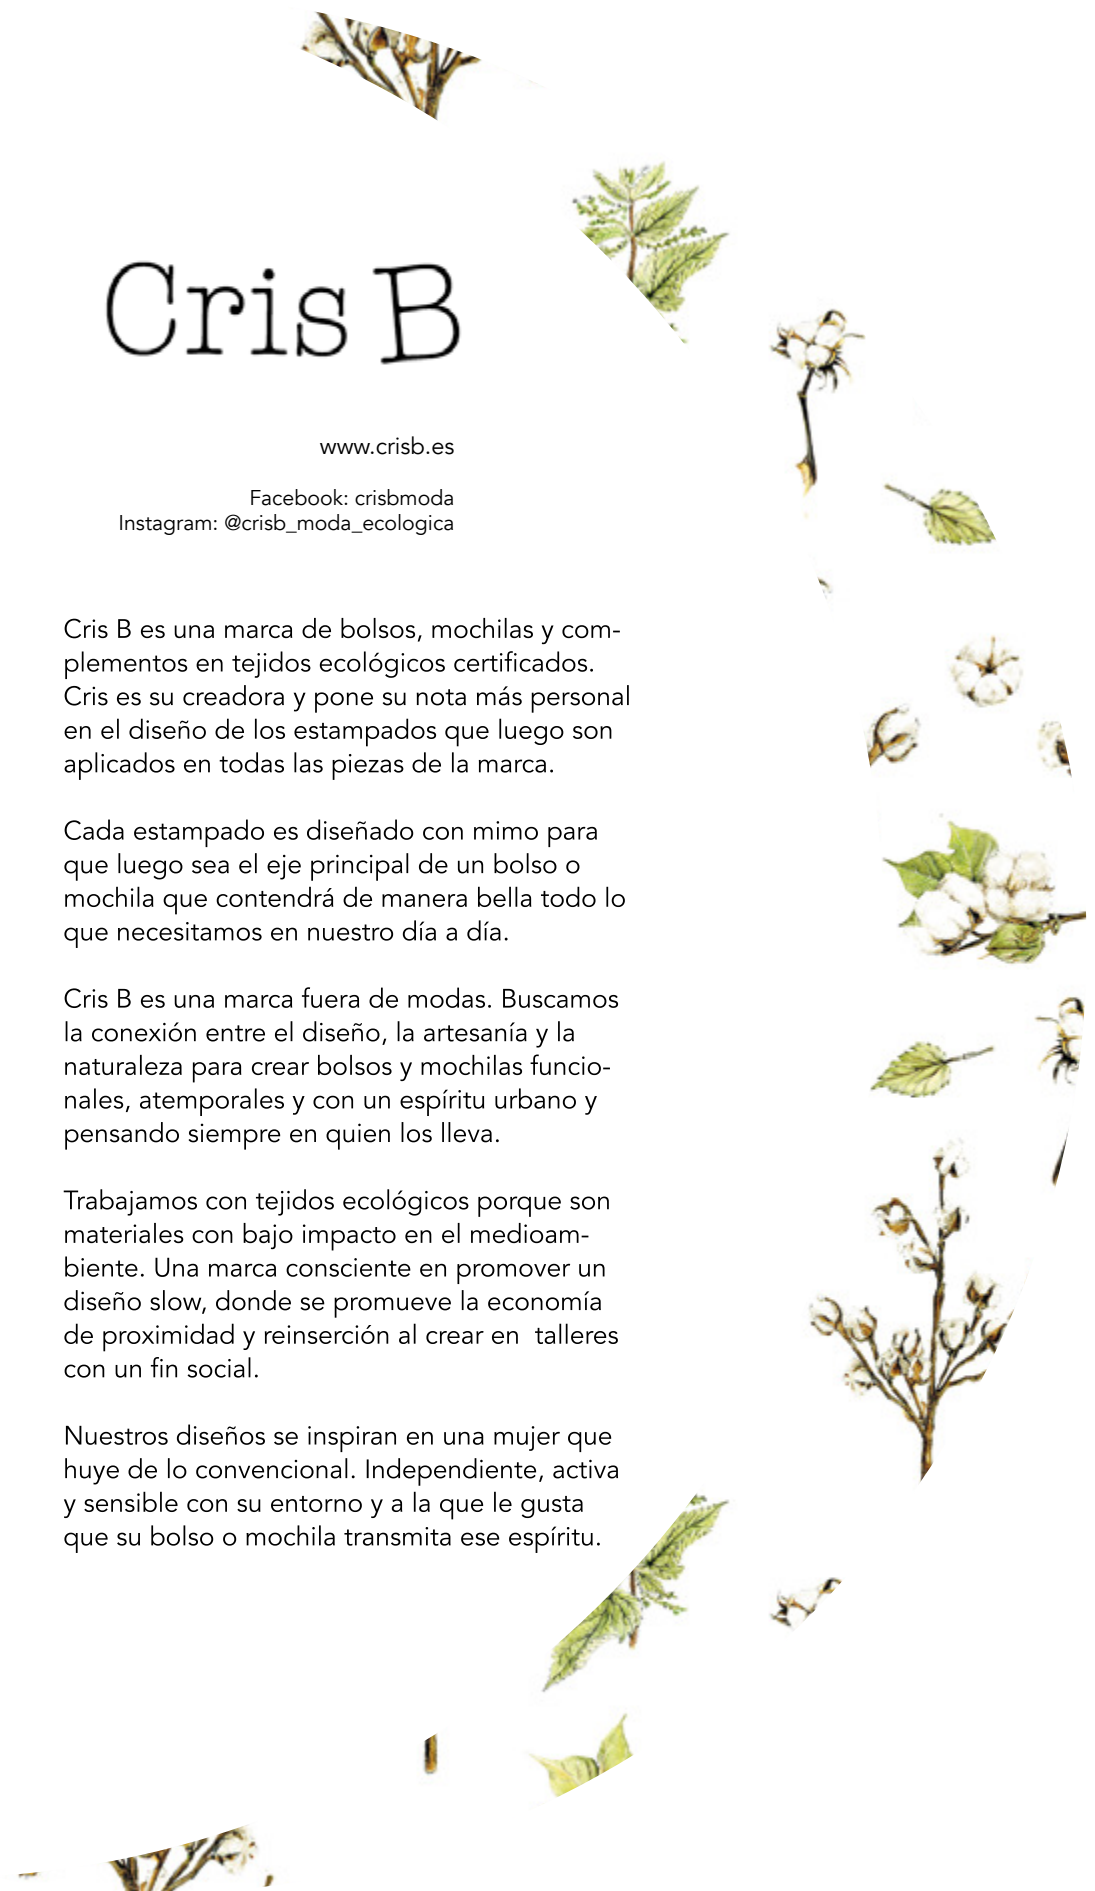 Cris B
www.crisb.es
Facebook: crisbmoda
Instagram: @crisb_moda_ecologica
Cris B es una marca de bolsos, mochilas y com-
plementos en tejidos ecológicos certificados.
Cris es su creadora y pone su nota más personal
en el diseño de los estampados que luego son
aplicados en todas las piezas de la marca.
Cada estampado es diseñado con mimo para
que luego sea el eje principal de un bolso o
mochila que contendrá de manera bella todo lo
que necesitamos en nuestro día a día.
Cris B es una marca fuera de modas. Buscamos
la conexión entre el diseño, la artesanía y la
naturaleza para crear bolsos y mochilas funcio-
nales, atemporales y con un espíritu urbano y
pensando siempre en quien los lleva.
Trabajamos con tejidos ecológicos porque son
materiales con bajo impacto en el medioam-
biente. Una marca consciente en promover un
diseño slow, donde se promueve la economía
de proximidad y reinserción al crear en  talleres
con un fin social.
Nuestros diseños se inspiran en una mujer que
huye de lo convencional. Independiente, activa
y sensible con su entorno y a la que le gusta
que su bolso o mochila transmita ese espíritu.